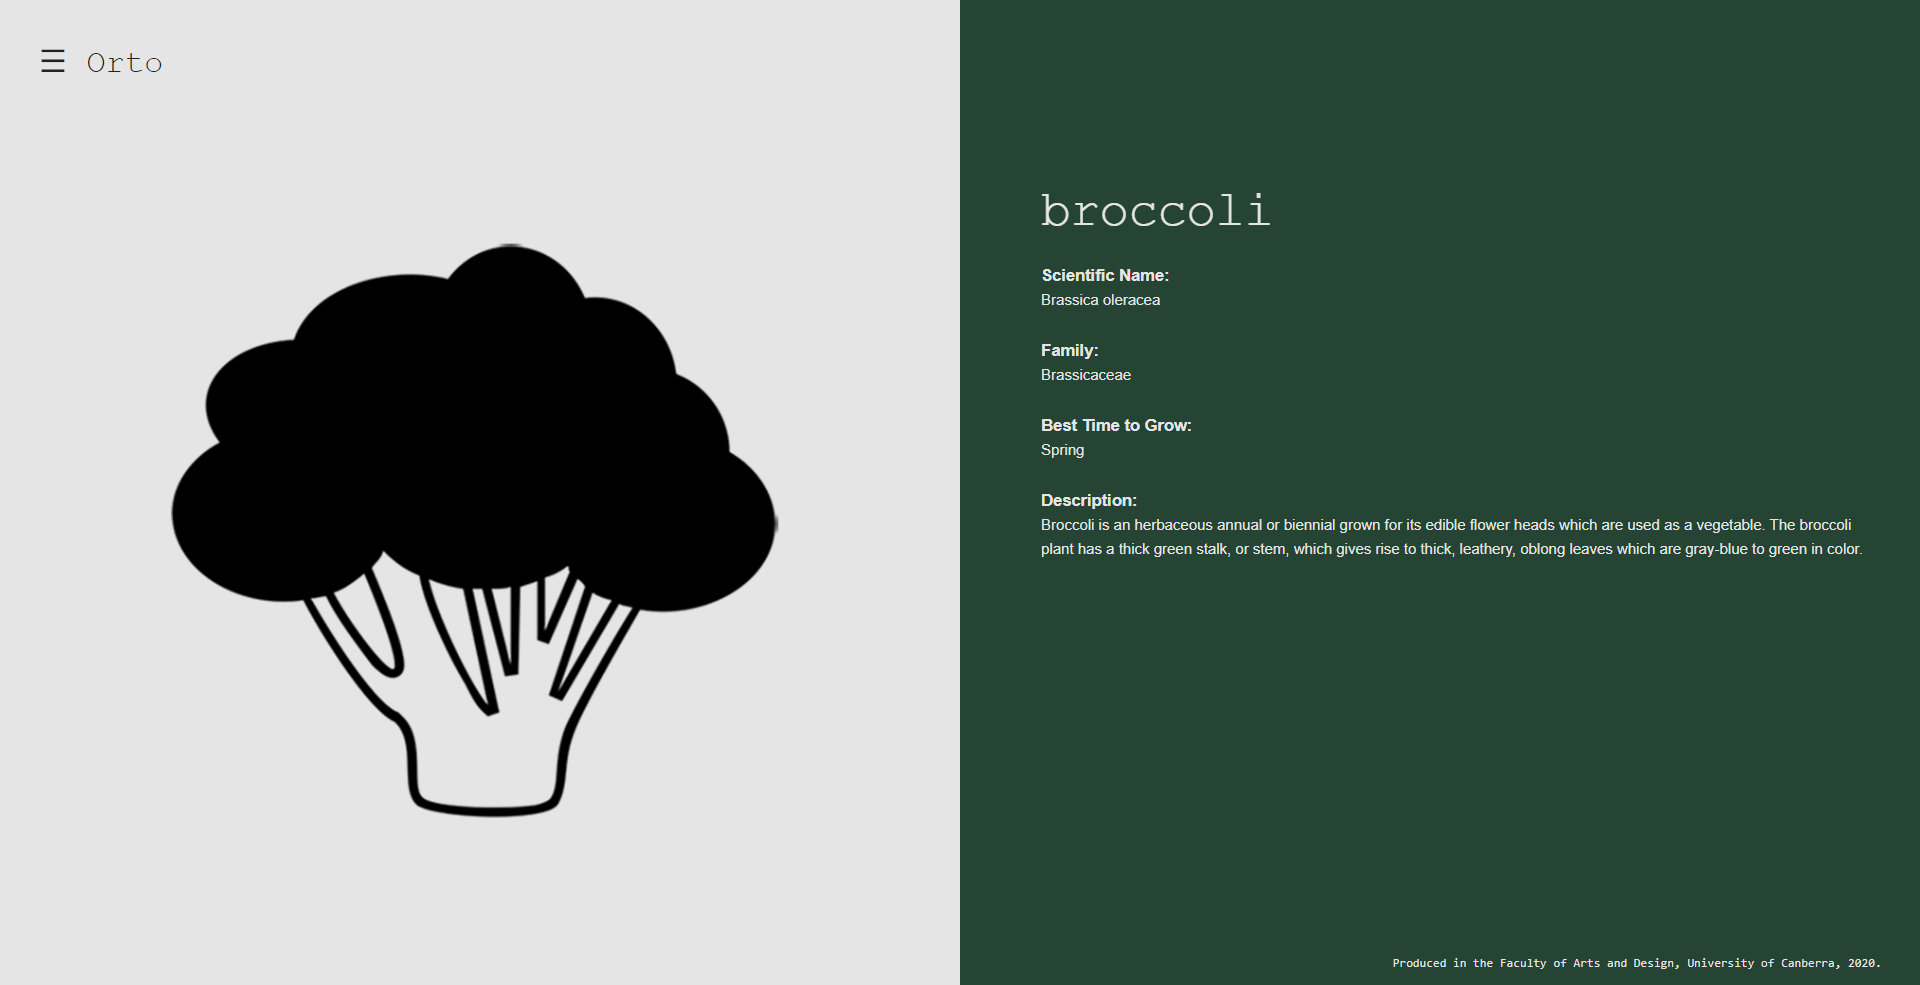 ☰ Orto
broccoli
Scientific Name:
Brassica oleracea
Family:
Brassicaceae
Best Time to Grow:
Spring
Description:
Broccoli is an herbaceous annual or biennial grown for its edible flower heads which are used as a vegetable. The broccoli
plant has a thick green stalk, or stem, which gives rise to thick, leathery, oblong leaves which are gray-blue to green in color.
Produced in the Faculty of Arts and Design, University of Canberra, 2020.